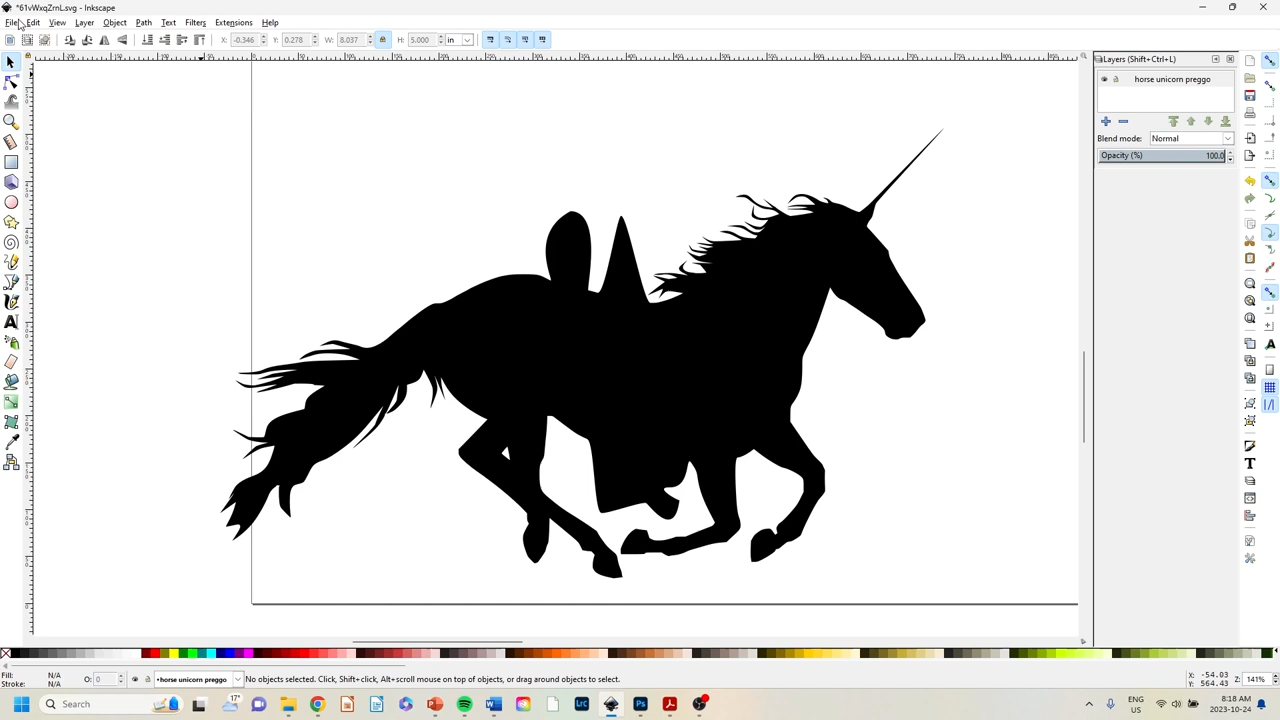 *61vWxqZrnL.svg - Inkscape
File Edit View Layer Object Path Text Filters Extensions Help
X: -0.346 Y: 0.278 W: 8.037 H: 5.000 in
Layers (Shift+Ctrl+L)
horse unicorn preggo
Blend mode: Normal
Opacity (%) 100.0
Fill: N/A
Stroke: N/A
O: 0
•horse unicorn preggo
No objects selected. Click, Shift+click, Alt+scroll mouse on top of objects, or drag around objects to select.
X: -54.03
Y: 564.43
Z: 141%
Search
17°
ENG
US
8:18 AM
2023-10-24